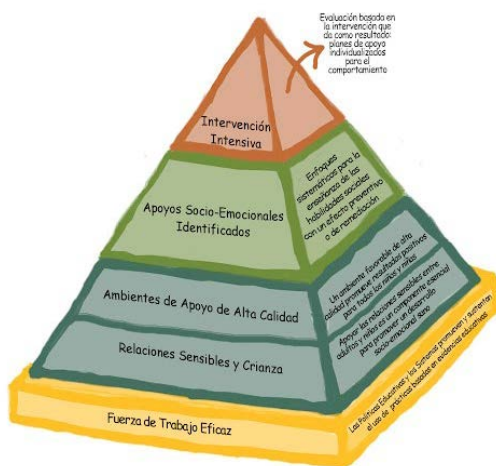 Evaluación basada en
la intervención que
da como resultado:
planes de apoyo
individualizados
para el
comportamiento
Intervención
Intensiva
Enfoques
sistemáticos para la
enseñanza de las
habilidades sociales
con un efecto preventivo
o de remediación
Apoyos Socio-Emocionales
Identificados
Un ambiente favorable de alta
calidad promueve resultados positivos
para todos los niños y niñas
Ambientes de Apoyo de Alta Calidad
Apoyar las relaciones sensibles entre
adultos y niños es un componente esencial
para promover un desarrollo
socio-emocional sano
Relaciones Sensibles y Crianza
Las Políticas Educativas y los Sistemas promueven y sustentan
el uso de prácticas basadas en evidencias educativas
Fuerza de Trabajo Eficaz